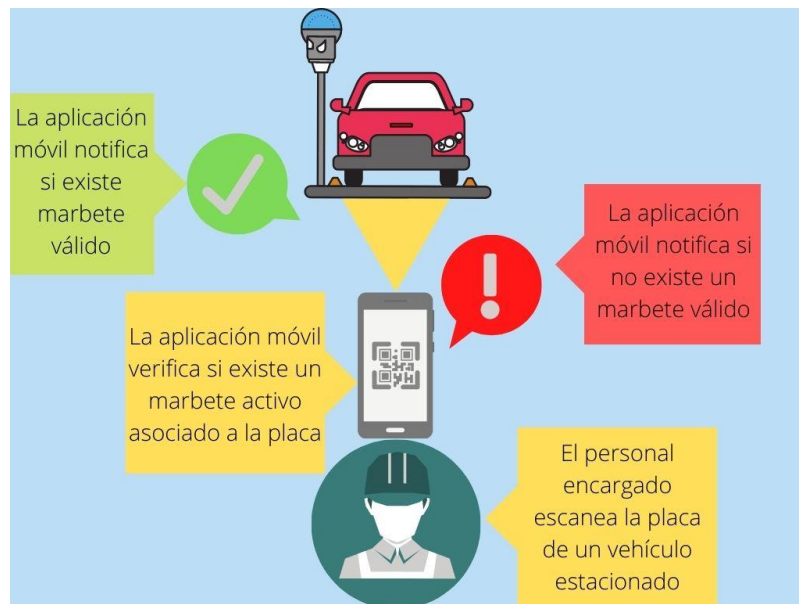 La aplicación
móvil notifica
si existe
marbete
válido
La aplicación
móvil notifica si
no existe un
marbete válido
La aplicación móvil
verifica si existe un
marbete activo
asociado a la placa
El personal
encargado
escanea la placa
de un vehículo
estacionado